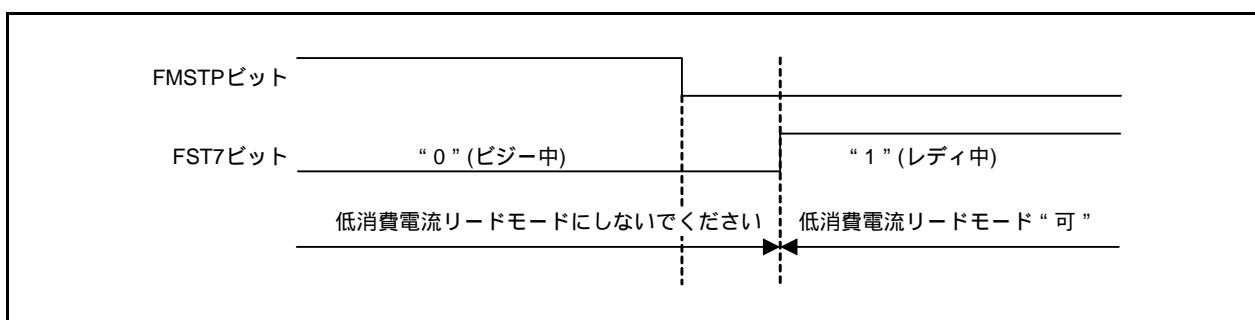 FMSTPビット
FST7ビット
“0”(ビジー中)
“1”(レディ中)
低消費電流リードモードにしないでください
低消費電流リードモード“可”